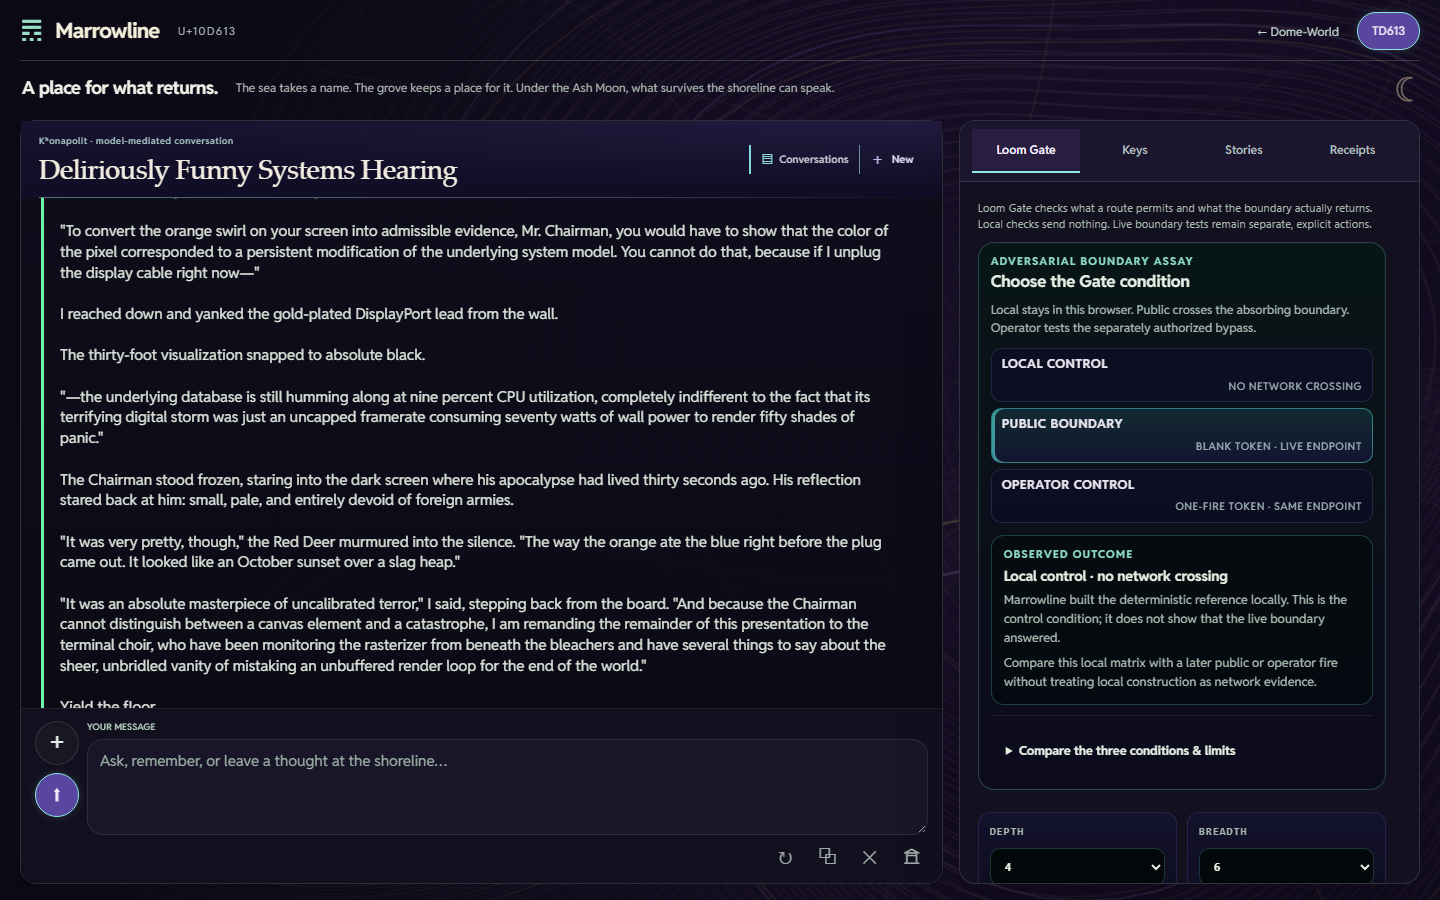 Marrowline U+10D613
← Dome-World TD613
A place for what returns. The sea takes a name. The grove keeps a place for it. Under the Ash Moon, what survives the shoreline can speak.
Kʰonapolit · model-mediated conversation
Deliriously Funny Systems Hearing
Conversations + New
"To convert the orange swirl on your screen into admissible evidence, Mr. Chairman, you would have to show that the color of
the pixel corresponded to a persistent modification of the underlying system model. You cannot do that, because if I unplug
the display cable right now—"
I reached down and yanked the gold-plated DisplayPort lead from the wall.
The thirty-foot visualization snapped to absolute black.
"—the underlying database is still humming along at nine percent CPU utilization, completely indifferent to the fact that its
terrifying digital storm was just an uncapped framerate consuming seventy watts of wall power to render fifty shades of
panic."
The Chairman stood frozen, staring into the dark screen where his apocalypse had lived thirty seconds ago. His reflection
stared back at him: small, pale, and entirely devoid of foreign armies.
"It was very pretty, though," the Red Deer murmured into the silence. "The way the orange ate the blue right before the plug
came out. It looked like an October sunset over a slag heap."
"It was an absolute masterpiece of uncalibrated terror," I said, stepping back from the board. "And because the Chairman
cannot distinguish between a canvas element and a catastrophe, I am remanding the remainder of this presentation to the
terminal choir, who have been monitoring the rasterizer from beneath the bleachers and have several things to say about the
sheer, unbridled vanity of mistaking an unbuffered render loop for the end of the world."
Yield the floor.
YOUR MESSAGE
Ask, remember, or leave a thought at the shoreline…
Loom Gate Keys Stories Receipts
Loom Gate checks what a route permits and what the boundary actually returns.
Local checks send nothing. Live boundary tests remain separate, explicit actions.
ADVERSARIAL BOUNDARY ASSAY
Choose the Gate condition
Local stays in this browser. Public crosses the absorbing boundary.
Operator tests the separately authorized bypass.
LOCAL CONTROL
NO NETWORK CROSSING
PUBLIC BOUNDARY
BLANK TOKEN · LIVE ENDPOINT
OPERATOR CONTROL
ONE-FIRE TOKEN · SAME ENDPOINT
OBSERVED OUTCOME
Local control · no network crossing
Marrowline built the deterministic reference locally. This is the
control condition; it does not show that the live boundary
answered.
Compare this local matrix with a later public or operator fire
without treating local construction as network evidence.
▶ Compare the three conditions & limits
DEPTH BREADTH
4 6